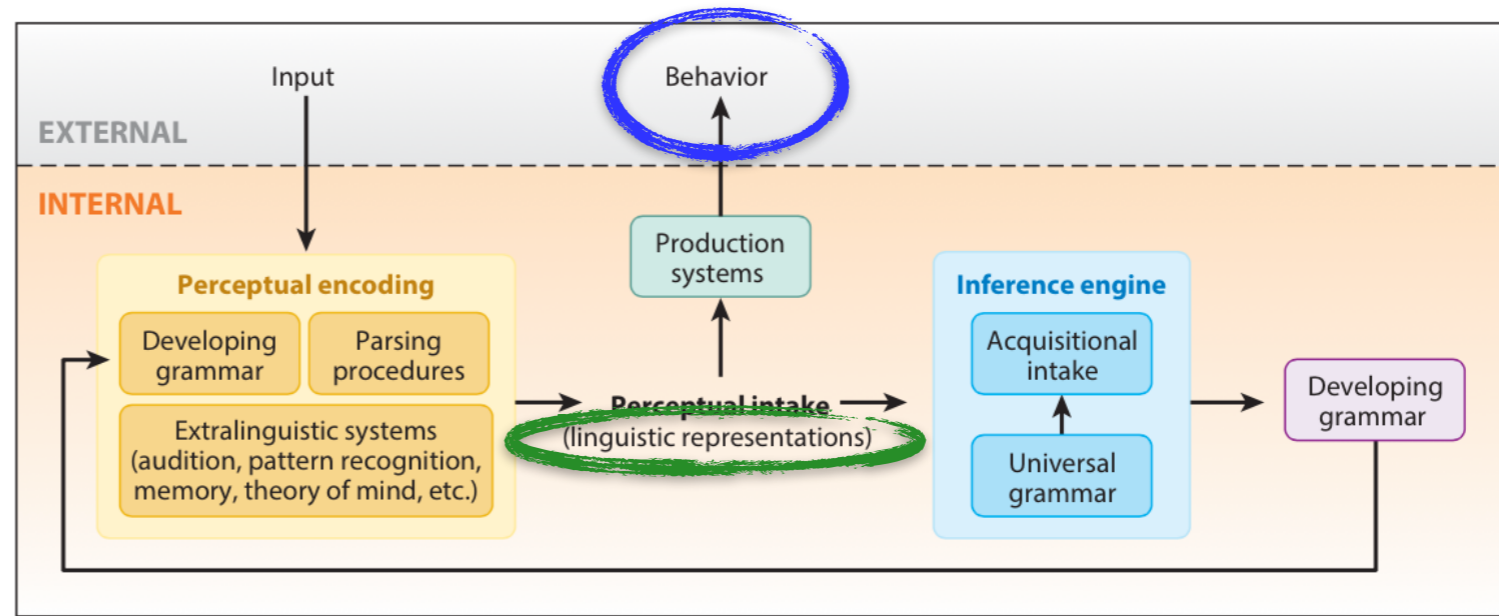 Input
Behavior
EXTERNAL
INTERNAL
Production
systems
Perceptual encoding
Developing
grammar
Parsing
procedures
Extralinguistic systems
(audition, pattern recognition,
memory, theory of mind, etc.)
Perceptual intake
(linguistic representations)
Inference engine
Acquisitional
intake
Universal
grammar
Developing
grammar